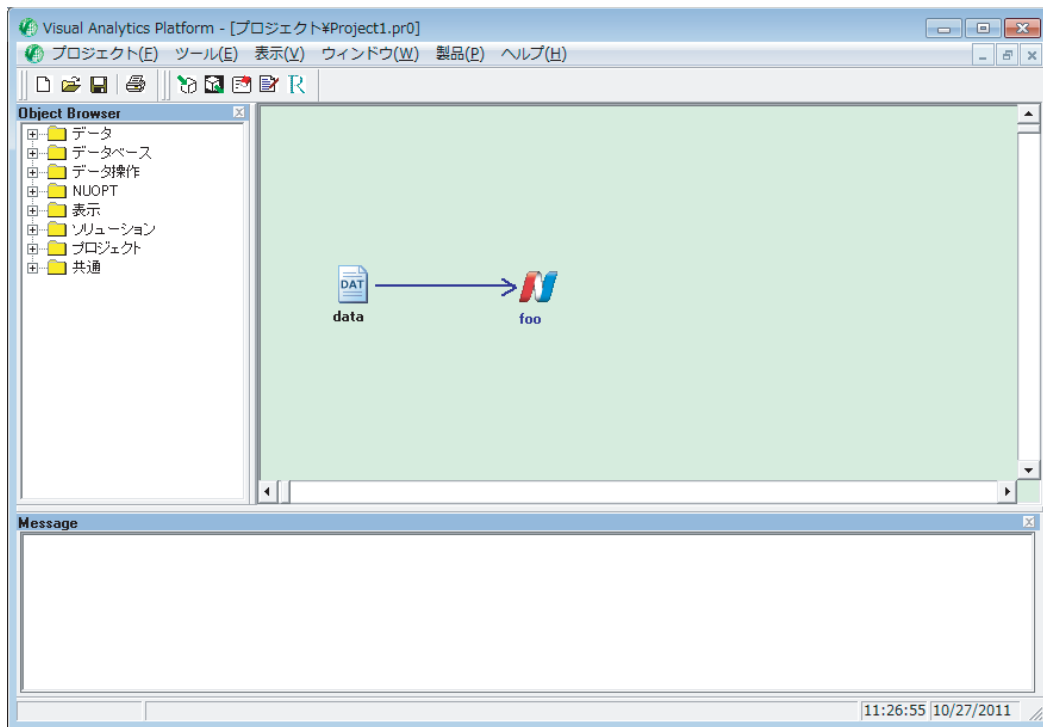 Visual Analytics Platform - [プロジェクト¥Project1.pr0]
プロジェクト(F) ツール(E) 表示(V) ウィンドウ(W) 製品(P) ヘルプ(H)
R
Object Browser
データ
データベース
データ操作
NUOPT
表示
ソリューション
プロジェクト
共通
DAT
data
foo
Message
11:26:55 10/27/2011